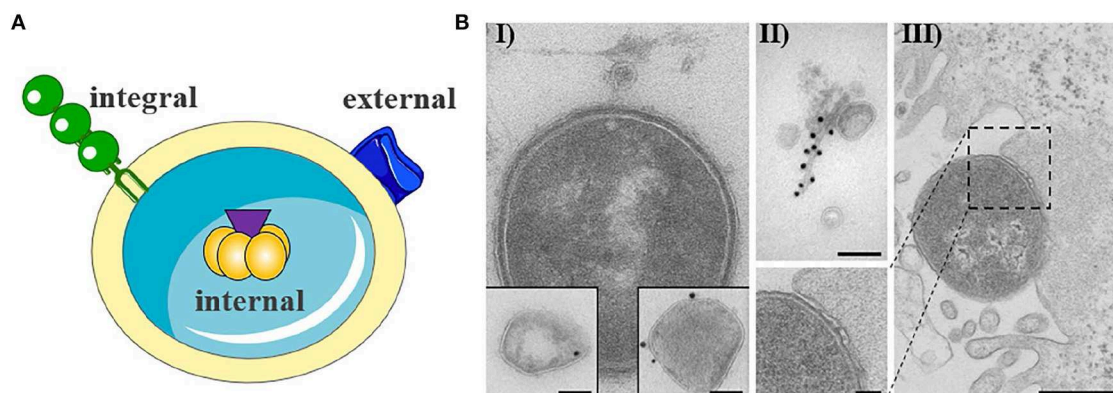 A
integral
external
internal
B
I)
II)
III)